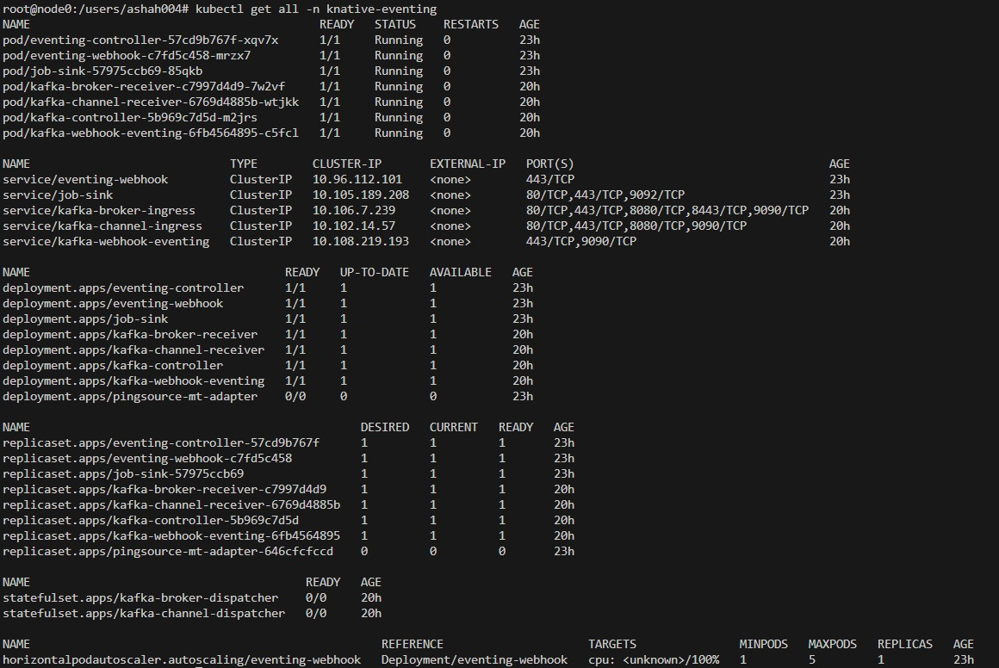 root@node0:/users/ashah004# kubectl get all -n knative-eventing
NAME READY STATUS RESTARTS AGE
pod/eventing-controller-57cd9b767f-xqv7x 1/1 Running 0 23h
pod/eventing-webhook-c7fd5c458-mrzx7 1/1 Running 0 23h
pod/job-sink-57975ccb69-85qkb 1/1 Running 0 23h
pod/kafka-broker-receiver-c7997d4d9-7w2vf 1/1 Running 0 20h
pod/kafka-channel-receiver-6769d4885b-wtjkk 1/1 Running 0 20h
pod/kafka-controller-5b969c7d5d-m2jrs 1/1 Running 0 20h
pod/kafka-webhook-eventing-6fb4564895-c5fcl 1/1 Running 0 20h
NAME TYPE CLUSTER-IP EXTERNAL-IP PORT(S) AGE
service/eventing-webhook ClusterIP 10.96.112.101 <none> 443/TCP 23h
service/job-sink ClusterIP 10.105.189.208 <none> 80/TCP,443/TCP,9092/TCP 23h
service/kafka-broker-ingress ClusterIP 10.106.7.239 <none> 80/TCP,443/TCP,8080/TCP,8443/TCP,9090/TCP 20h
service/kafka-channel-ingress ClusterIP 10.102.14.57 <none> 80/TCP,443/TCP,8080/TCP,9090/TCP 20h
service/kafka-webhook-eventing ClusterIP 10.108.219.193 <none> 443/TCP,9090/TCP 20h
NAME READY UP-TO-DATE AVAILABLE AGE
deployment.apps/eventing-controller 1/1 1 1 23h
deployment.apps/eventing-webhook 1/1 1 1 23h
deployment.apps/job-sink 1/1 1 1 23h
deployment.apps/kafka-broker-receiver 1/1 1 1 20h
deployment.apps/kafka-channel-receiver 1/1 1 1 20h
deployment.apps/kafka-controller 1/1 1 1 20h
deployment.apps/kafka-webhook-eventing 1/1 1 1 20h
deployment.apps/pingsource-mt-adapter 0/0 0 0 23h
NAME DESIRED CURRENT READY AGE
replicaset.apps/eventing-controller-57cd9b767f 1 1 1 23h
replicaset.apps/eventing-webhook-c7fd5c458 1 1 1 23h
replicaset.apps/job-sink-57975ccb69 1 1 1 23h
replicaset.apps/kafka-broker-receiver-c7997d4d9 1 1 1 20h
replicaset.apps/kafka-channel-receiver-6769d4885b 1 1 1 20h
replicaset.apps/kafka-controller-5b969c7d5d 1 1 1 20h
replicaset.apps/kafka-webhook-eventing-6fb4564895 1 1 1 20h
replicaset.apps/pingsource-mt-adapter-646cfcfccd 0 0 0 23h
NAME READY AGE
statefulset.apps/kafka-broker-dispatcher 0/0 20h
statefulset.apps/kafka-channel-dispatcher 0/0 20h
NAME REFERENCE TARGETS MINPODS MAXPODS REPLICAS AGE
horizontalpodautoscaler.autoscaling/eventing-webhook Deployment/eventing-webhook cpu: <unknown>/100% 1 5 1 23h